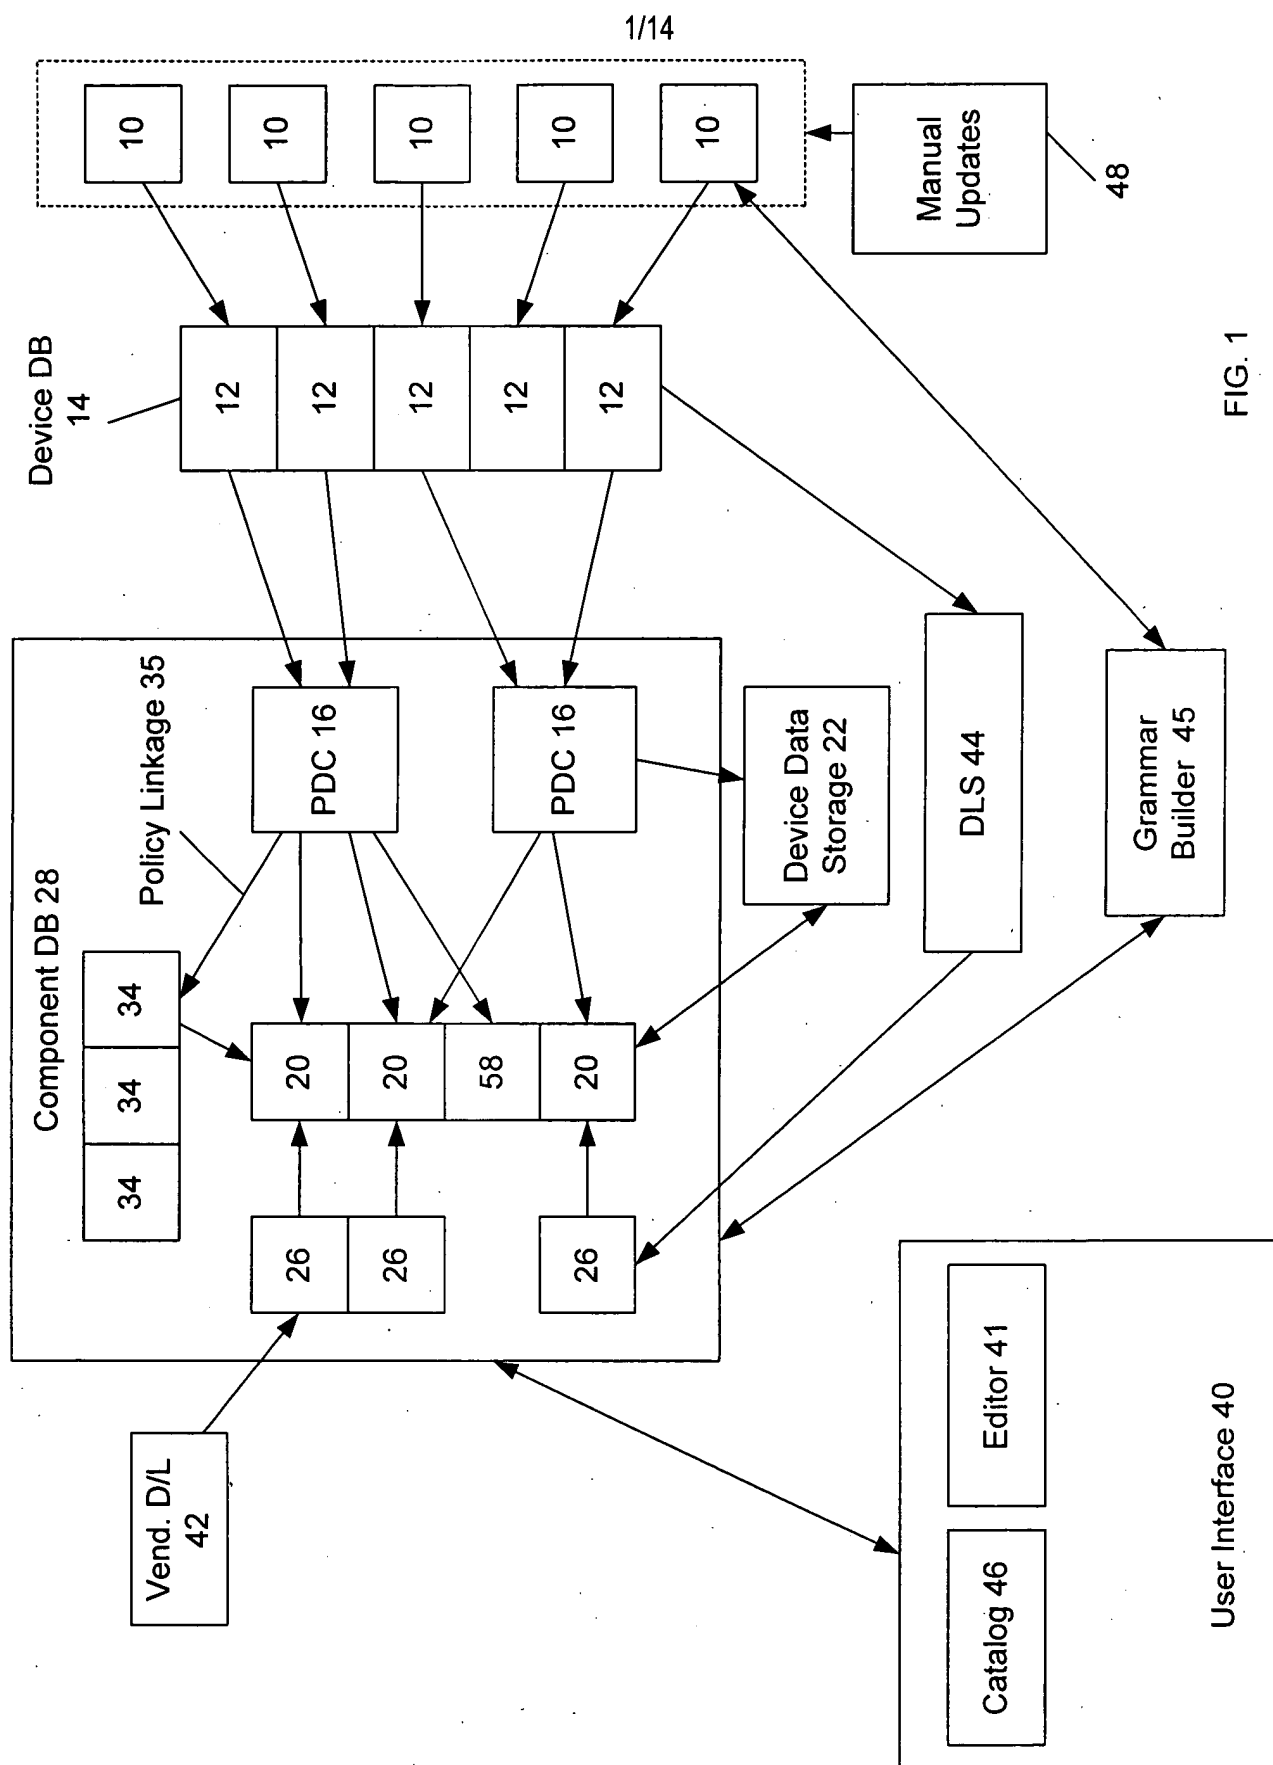 1/14
10
10
10
10
10
Manual
Updates
48
Device DB
14
12
12
12
12
12
FIG. 1
Component DB 28
Policy Linkage 35
PDC 16
PDC 16
Device Data
Storage 22
DLS 44
Grammar
Builder 45
34
34
34
20
20
58
20
26
26
26
Vend. D/L
42
Editor 41
Catalog 46
User Interface 40